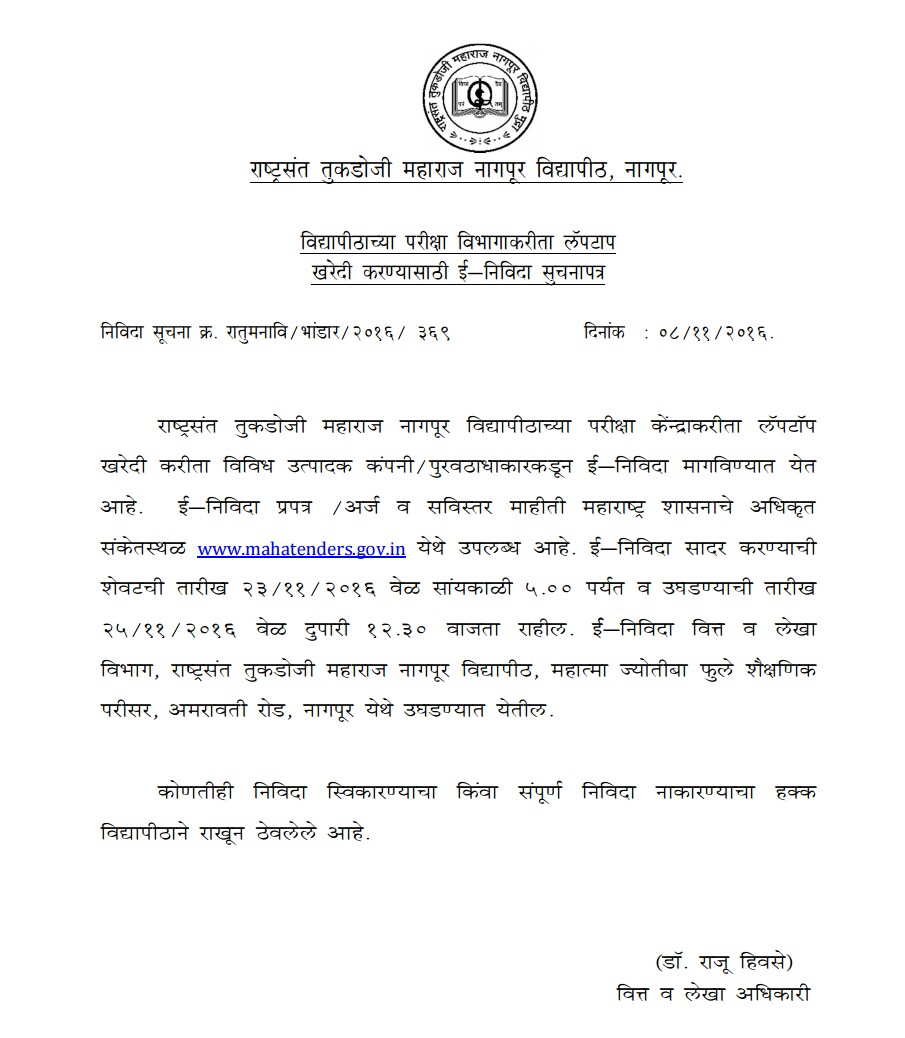 राष्ट्रसंत तुकडोजी महाराज नागपूर विद्यापीठ मुद्रा
राष्ट्रसंत तुकडोजी महाराज नागपूर विद्यापीठ, नागपूर.
विद्यापीठाच्या परीक्षा विभागाकरीता लॅपटाप
खरेदी करण्यासाठी ई—निविदा सुचनापत्र
निविदा सूचना क्र. रातुमनावि/भांडार/२०१६/ ३६९ दिनांक : ०८/११/२०१६.
राष्ट्रसंत तुकडोजी महाराज नागपूर विद्यापीठाच्या परीक्षा केंन्द्राकरीता लॅपटॉप
खरेदी करीता विविध उत्पादक कंपनी/पुरवठाधाकारकडून ई—निविदा मागविण्यात येत
आहे. ई—निविदा प्रपत्र /अर्ज व सविस्तर माहीती महाराष्ट्र शासनाचे अधिकृत
संकेतस्थळ www.mahatenders.gov.in येथे उपलब्ध आहे. ई—निविदा सादर करण्याची
शेवटची तारीख २३/११/२०१६ वेळ सांयकाळी ५.०० पर्यत व उघडण्याची तारीख
२५/११/२०१६ वेळ दुपारी १२.३० वाजता राहील. ई—निविदा वित्त व लेखा
विभाग, राष्ट्रसंत तुकडोजी महाराज नागपूर विद्यापीठ, महात्मा ज्योतीबा फुले शैक्षणिक
परीसर, अमरावती रोड, नागपूर येथे उघडण्यात येतील.
कोणतीही निविदा स्विकारण्याचा किंवा संपूर्ण निविदा नाकारण्याचा हक्क
विद्यापीठाने राखून ठेवलेले आहे.
(डॉ. राजू हिवसे)
वित्त व लेखा अधिकारी